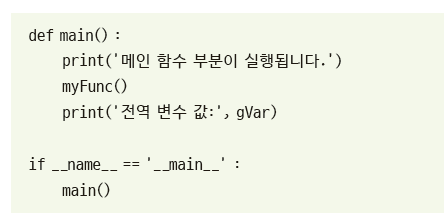 def main() :
    print('메인 함수 부분이 실행됩니다.')
    myFunc()
    print('전역 변수 값:', gVar)

if __name__ == '__main__' :
    main()